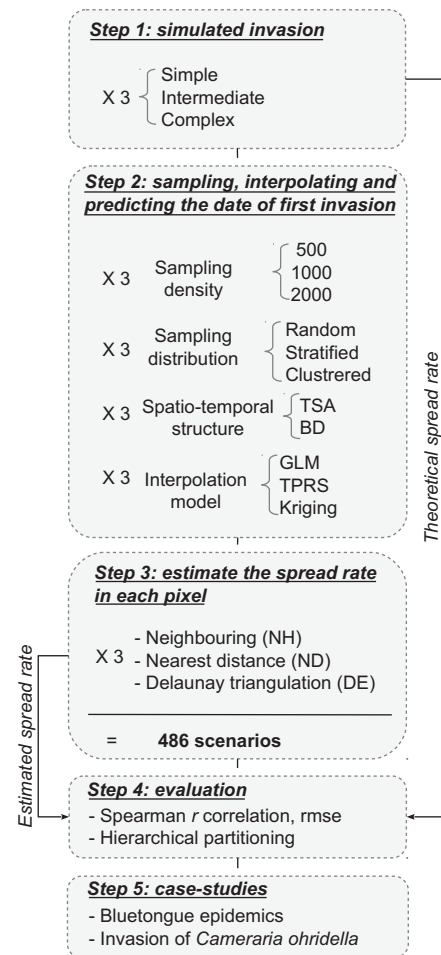 Step 1: simulated invasion
X 3
Simple
Intermediate
Complex
Step 2: sampling, interpolating and
predicting the date of first invasion
X 3
Sampling
density
500
1000
2000
X 3
Sampling
distribution
Random
Stratified
Clustrered
X 3
Spatio-temporal
structure
TSA
BD
X 3
Interpolation
model
GLM
TPRS
Kriging
Theoretical spread rate
Step 3: estimate the spread rate
in each pixel
X 3
- Neighbouring (NH)
- Nearest distance (ND)
- Delaunay triangulation (DE)
= 486 scenarios
Estimated spread rate
Step 4: evaluation
- Spearman r correlation, rmse
- Hierarchical partitioning
Step 5: case-studies
- Bluetongue epidemics
- Invasion of Cameraria ohridella